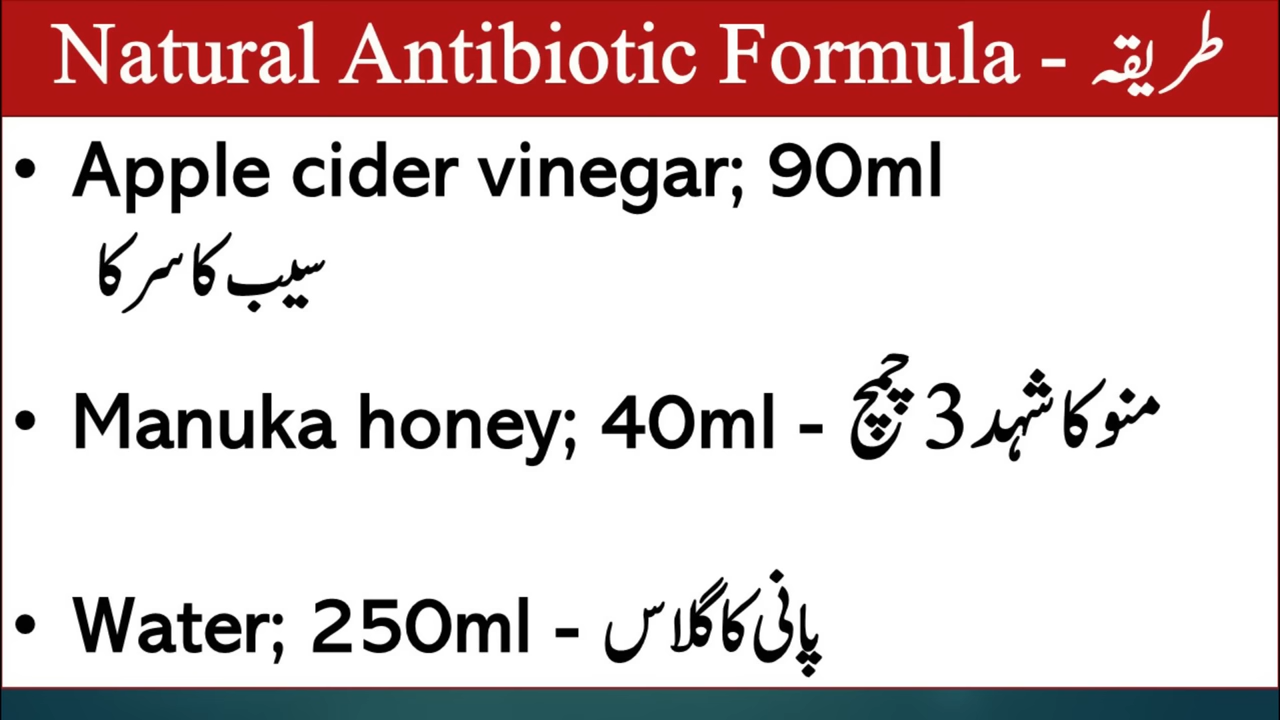 Natural Antibiotic Formula - طریقہ
• Apple cider vinegar; 90ml
سیب کا سرکا
• Manuka honey; 40ml - منوکا شہد 3 چمچ
• Water; 250ml - پانی کا گلاس